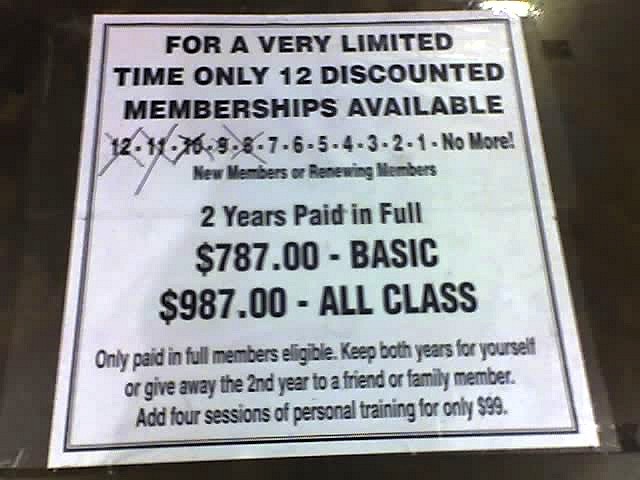 FOR A VERY LIMITED
TIME ONLY 12 DISCOUNTED
MEMBERSHIPS AVAILABLE
12 - 11 - 10 - 9 - 8 - 7 - 6 - 5 - 4 - 3 - 2 - 1 - No More!
New Members or Renewing Members
2 Years Paid in Full
$787.00 - BASIC
$987.00 - ALL CLASS
Only paid in full members eligible. Keep both years for yourself
or give away the 2nd year to a friend or family member.
Add four sessions of personal training for only $99.